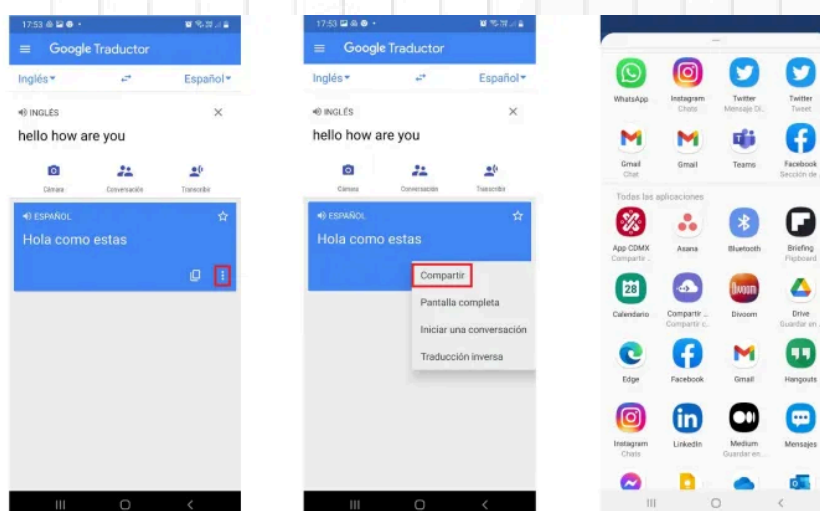 17:53
Google Traductor
Inglés
Español
INGLÉS
hello how are you
Cámara
Conversación
Transcribir
ESPAÑOL
Hola como estas
17:53
Google Traductor
Inglés
Español
INGLÉS
hello how are you
Cámara
Conversación
Transcribir
ESPAÑOL
Hola como estas
Compartir
Pantalla completa
Iniciar una conversación
Traducción inversa
WhatsApp Instagram Twitter Twitter
Chats Mensaje Di... Tweet
Gmail Gmail Teams Facebook
Chat Sección de
Todas las aplicaciones
App CDMX Asana Bluetooth Briefing
Compartir Flipboard
28 Divoom
Calendario Compartir ... Divoom Drive
Compartir c... Guardar en
Edge Facebook Gmail Hangouts
in
Instagram LinkedIn Medium Mensajes
Chats Guardar en...